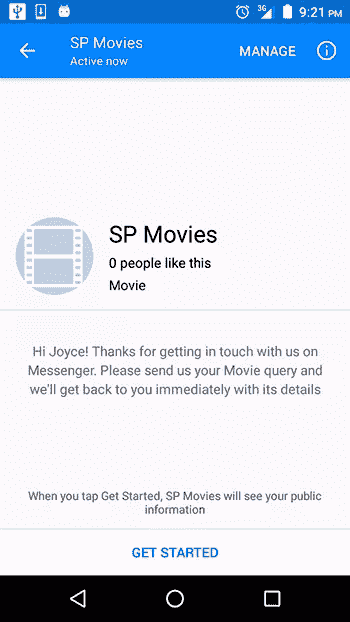 3G
9:21 PM
SP Movies
Active now
MANAGE
SP Movies
0 people like this
Movie
Hi Joyce! Thanks for getting in touch with us on
Messenger. Please send us your Movie query and
we'll get back to you immediately with its details
When you tap Get Started, SP Movies will see your public
information
GET STARTED